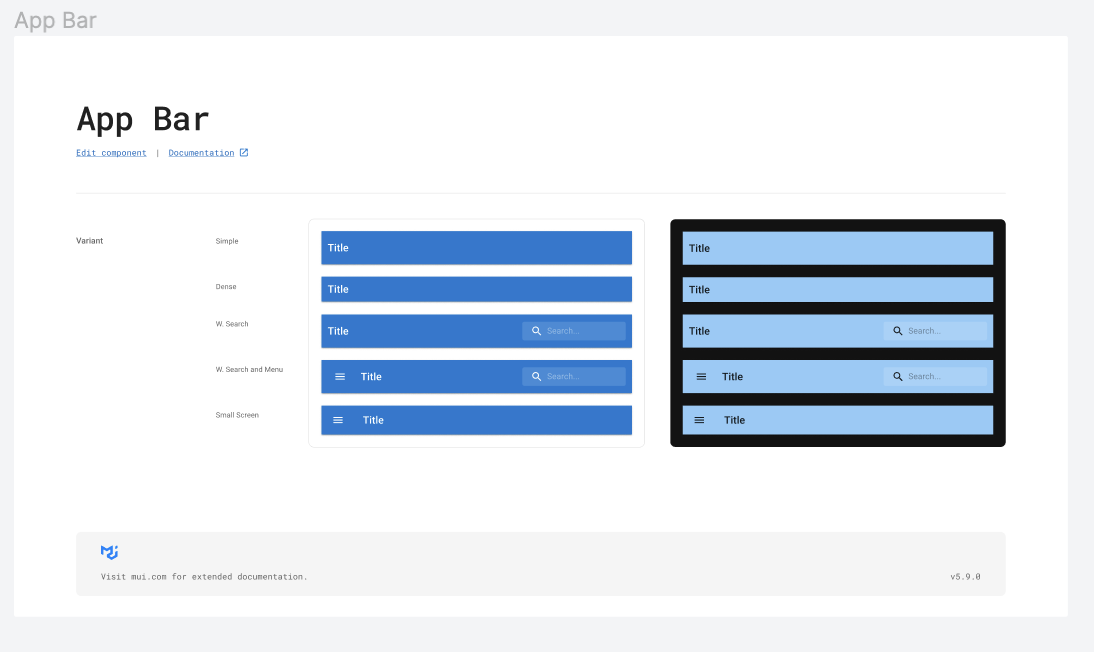 App Bar
App Bar
Edit component | Documentation
Variant
Simple
Title
Title
Dense
Title
Title
W. Search
Title
Search...
Title
Search...
W. Search and Menu
Title
Search...
Title
Search...
Small Screen
Title
Title
Visit mui.com for extended documentation.
v5.9.0